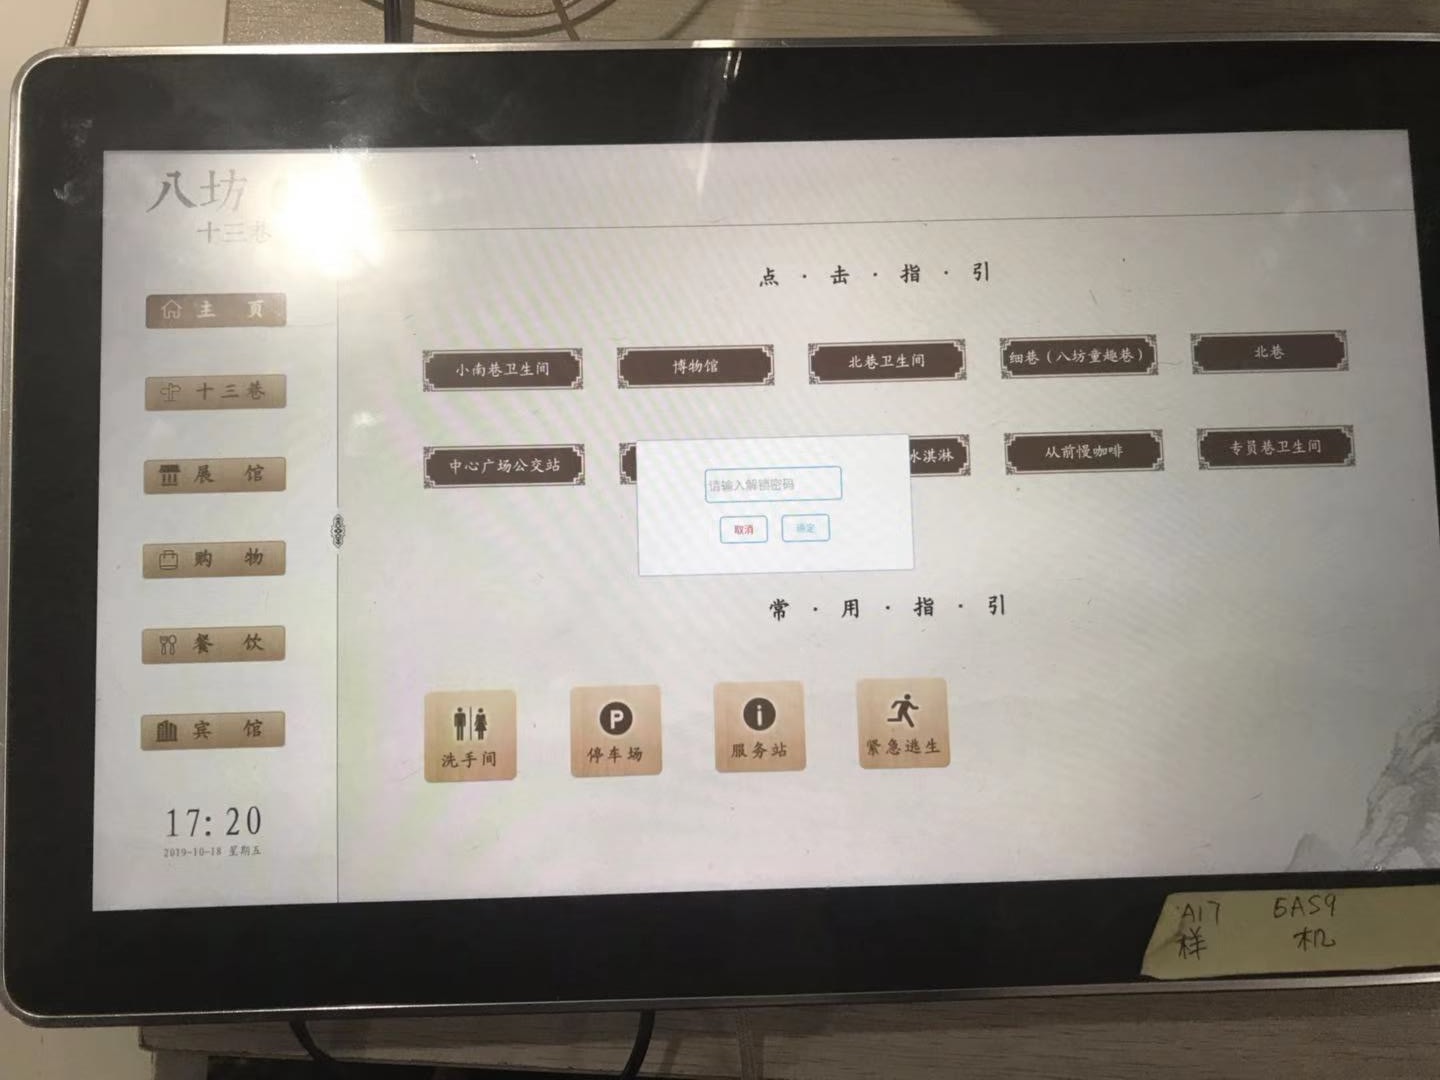 八坊
十三巷
主 页
十三巷
展 馆
购 物
餐 饮
宾 馆
17:20
2019-10-18 星期五
点·击·指·引
小南巷卫生间
博物馆
北巷卫生间
细巷（八坊童趣巷）
北巷
中心广场公交站
冰淇淋
从前慢咖啡
专员巷卫生间
请输入解锁密码
取消
确定
常·用·指·引
洗手间
P
停车场
服务站
紧急逃生
A17 EAS9
样 机